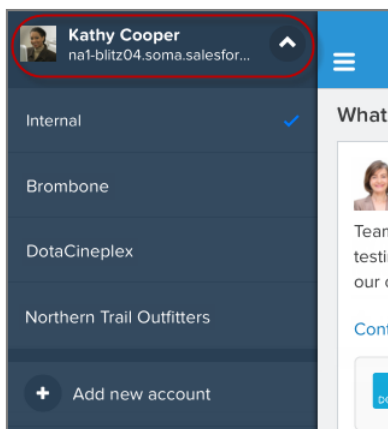 Kathy Cooper
na1-blitz04.soma.salesfor...
Internal
Brombone
DotaCineplex
Northern Trail Outfitters
Add new account
What
Team
testi
our
Cont